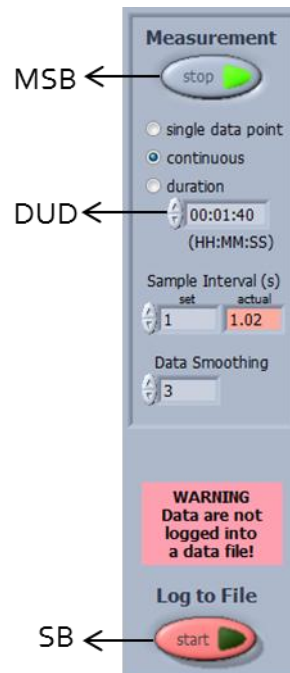 Measurement
MSB
stop
single data point
continuous
duration
DUD
00:01:40
(HH:MM:SS)
Sample Interval (s)
set actual
1 1.02
Data Smoothing
3
WARNING
Data are not
logged into
a data file!
Log to File
SB
start